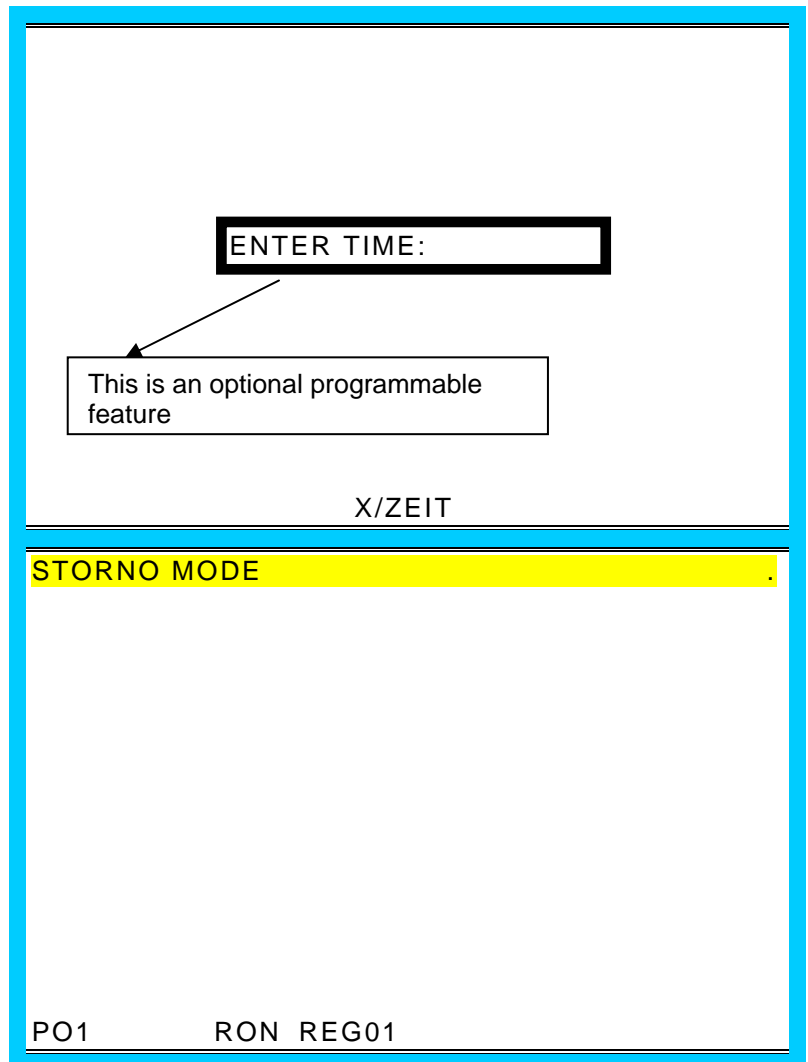 ENTER TIME:
This is an optional programmable
feature
X/ZEIT
STORNO MODE .
PO1 RON REG01